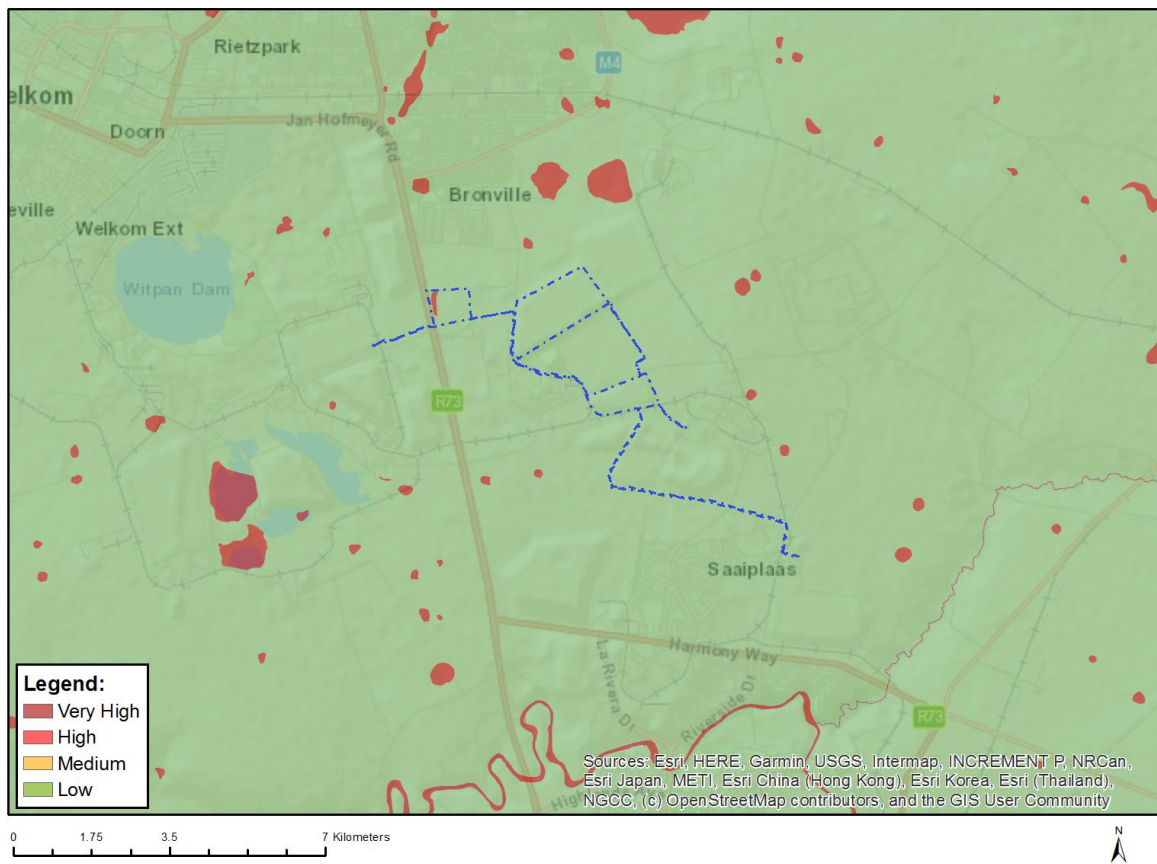 Rietzpark
M4
elkom
Doorn
Jan Hofmeyer Rd
Bronville
eville
Welkom Ext
Witpan Dam
R73
Saaiplaas
Harmony Way
La Rivera Dr
Riverside Dr
R73
Legend:
Very High
High
Medium
Low
Sources: Esri, HERE, Garmin, USGS, Intermap, INCREMENT P, NRCan,
Esri Japan, METI, Esri China (Hong Kong), Esri Korea, Esri (Thailand),
NGCC, (c) OpenStreetMap contributors, and the GIS User Community
0 1.75 3.5 7 Kilometers
N